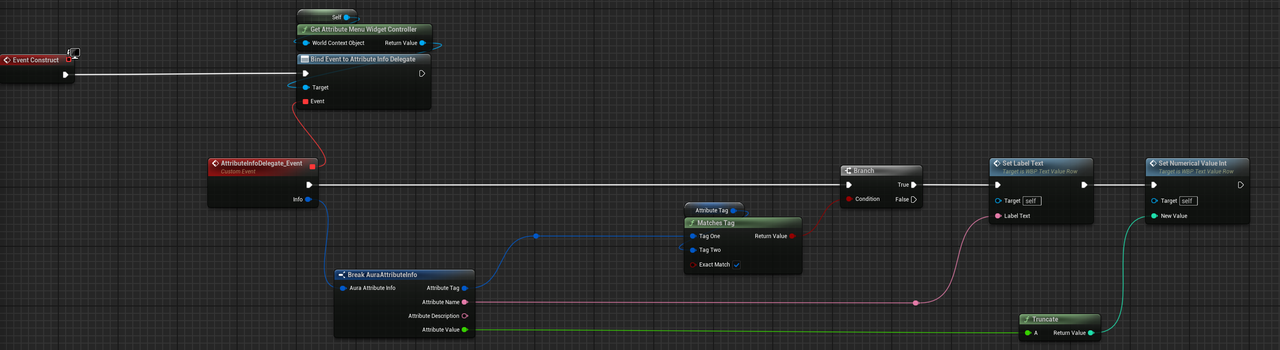 Self
Get Attribute Menu Widget Controller
World Context Object
Return Value
Event Construct
Bind Event to Attribute Info Delegate
Target
Event
AttributeInfoDelegate_Event
Custom Event
Info
Branch
True
Condition
False
Set Label Text
Target is WBP Text Value Row
Target
self
Label Text
Set Numerical Value Int
Target is WBP Text Value Row
Target
self
New Value
Attribute Tag
Matches Tag
Tag One
Return Value
Tag Two
Exact Match
Break AuraAttributeInfo
Aura Attribute Info
Attribute Tag
Attribute Name
Attribute Description
Attribute Value
Truncate
A
Return Value